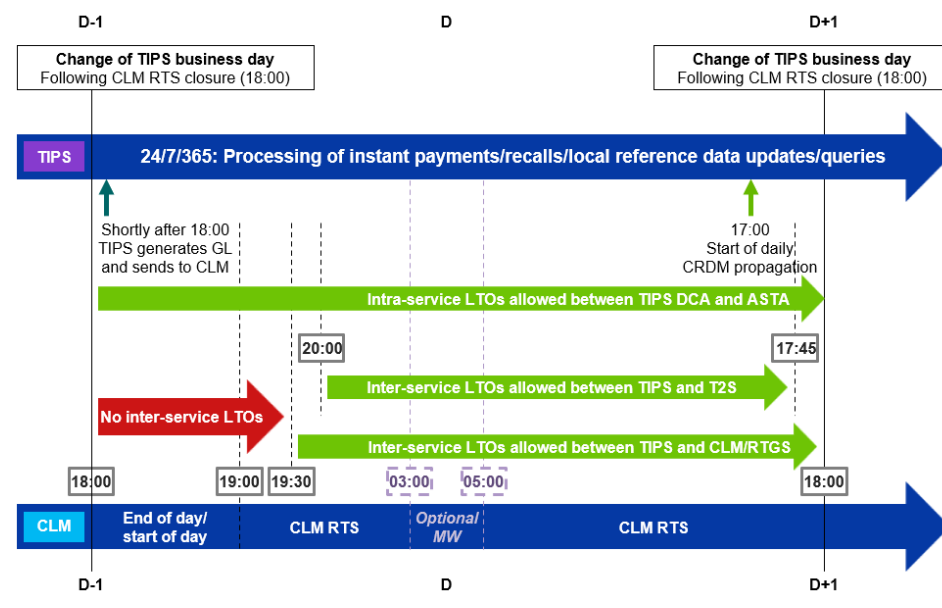 D-1
D
D+1
Change of TIPS business day
Following CLM RTS closure (18:00)
Change of TIPS business day
Following CLM RTS closure (18:00)
TIPS
24/7/365: Processing of instant payments/recalls/local reference data updates/queries
Shortly after 18:00
TIPS generates GL
and sends to CLM
17:00
Start of daily
CRDM propagation
Intra-service LTOs allowed between TIPS DCA and ASTA
20:00
17:45
Inter-service LTOs allowed between TIPS and T2S
No inter-service LTOs
Inter-service LTOs allowed between TIPS and CLM/RTGS
18:00
19:00
19:30
03:00
05:00
18:00
CLM
End of day/
start of day
CLM RTS
Optional
MW
CLM RTS
D-1
D
D+1